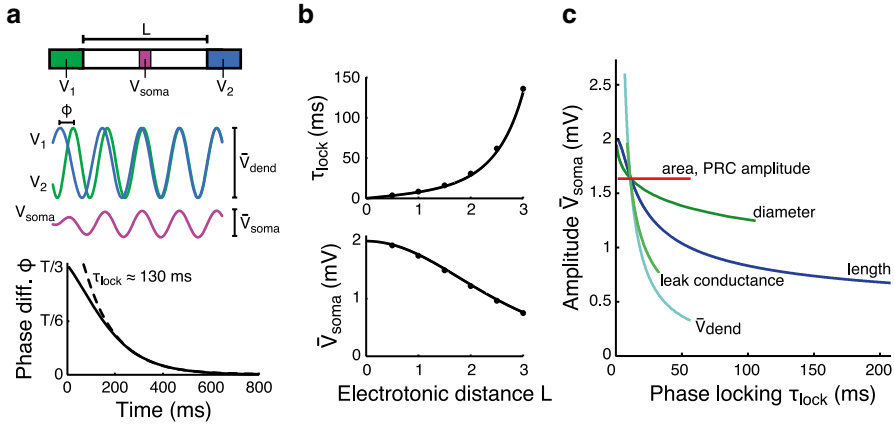 a
L
V1
Vsoma
V2
Φ
V1
V2
V̄dend
Vsoma
V̄soma
Phase diff. Φ
T/3
T/6
0
τlock ≈ 130 ms
0 200 400 600 800
Time (ms)
b
τlock (ms)
150
100
50
0
0 1 2 3
V̄soma (mV)
2
1
0
0 1 2 3
Electrotonic distance L
c
Amplitude V̄soma (mV)
2.5
2
1.5
1
0.5
0
area, PRC amplitude
diameter
length
leak conductance
V̄dend
0 50 100 150 200
Phase locking τlock (ms)